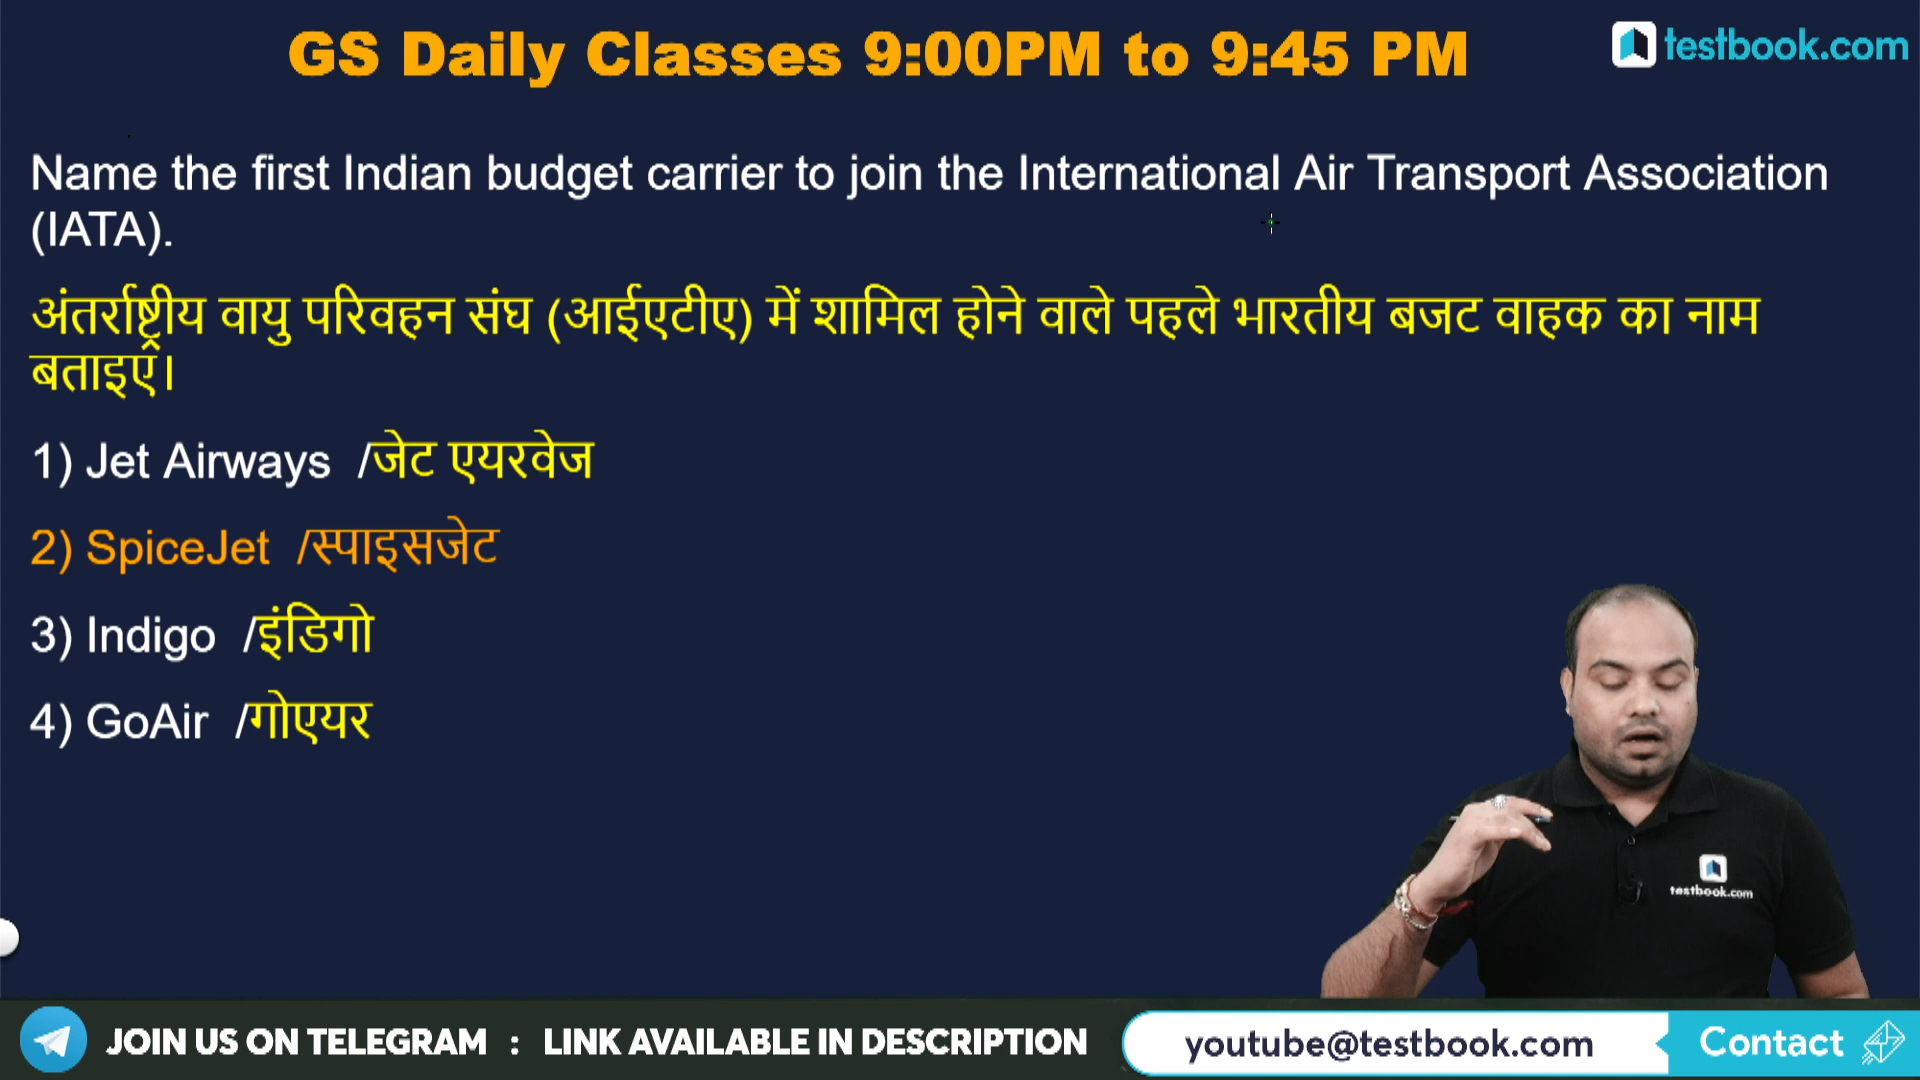 GS Daily Classes 9:00PM to 9:45 PM
testbook.com
Name the first Indian budget carrier to join the International Air Transport Association
(IATA).
अंतर्राष्ट्रीय वायु परिवहन संघ (आईएटीए) में शामिल होने वाले पहले भारतीय बजट वाहक का नाम
बताइए।
1) Jet Airways /जेट एयरवेज
2) SpiceJet /स्पाइसजेट
3) Indigo /इंडिगो
4) GoAir /गोएयर
testbook.com
JOIN US ON TELEGRAM : LINK AVAILABLE IN DESCRIPTION
youtube@testbook.com
Contact